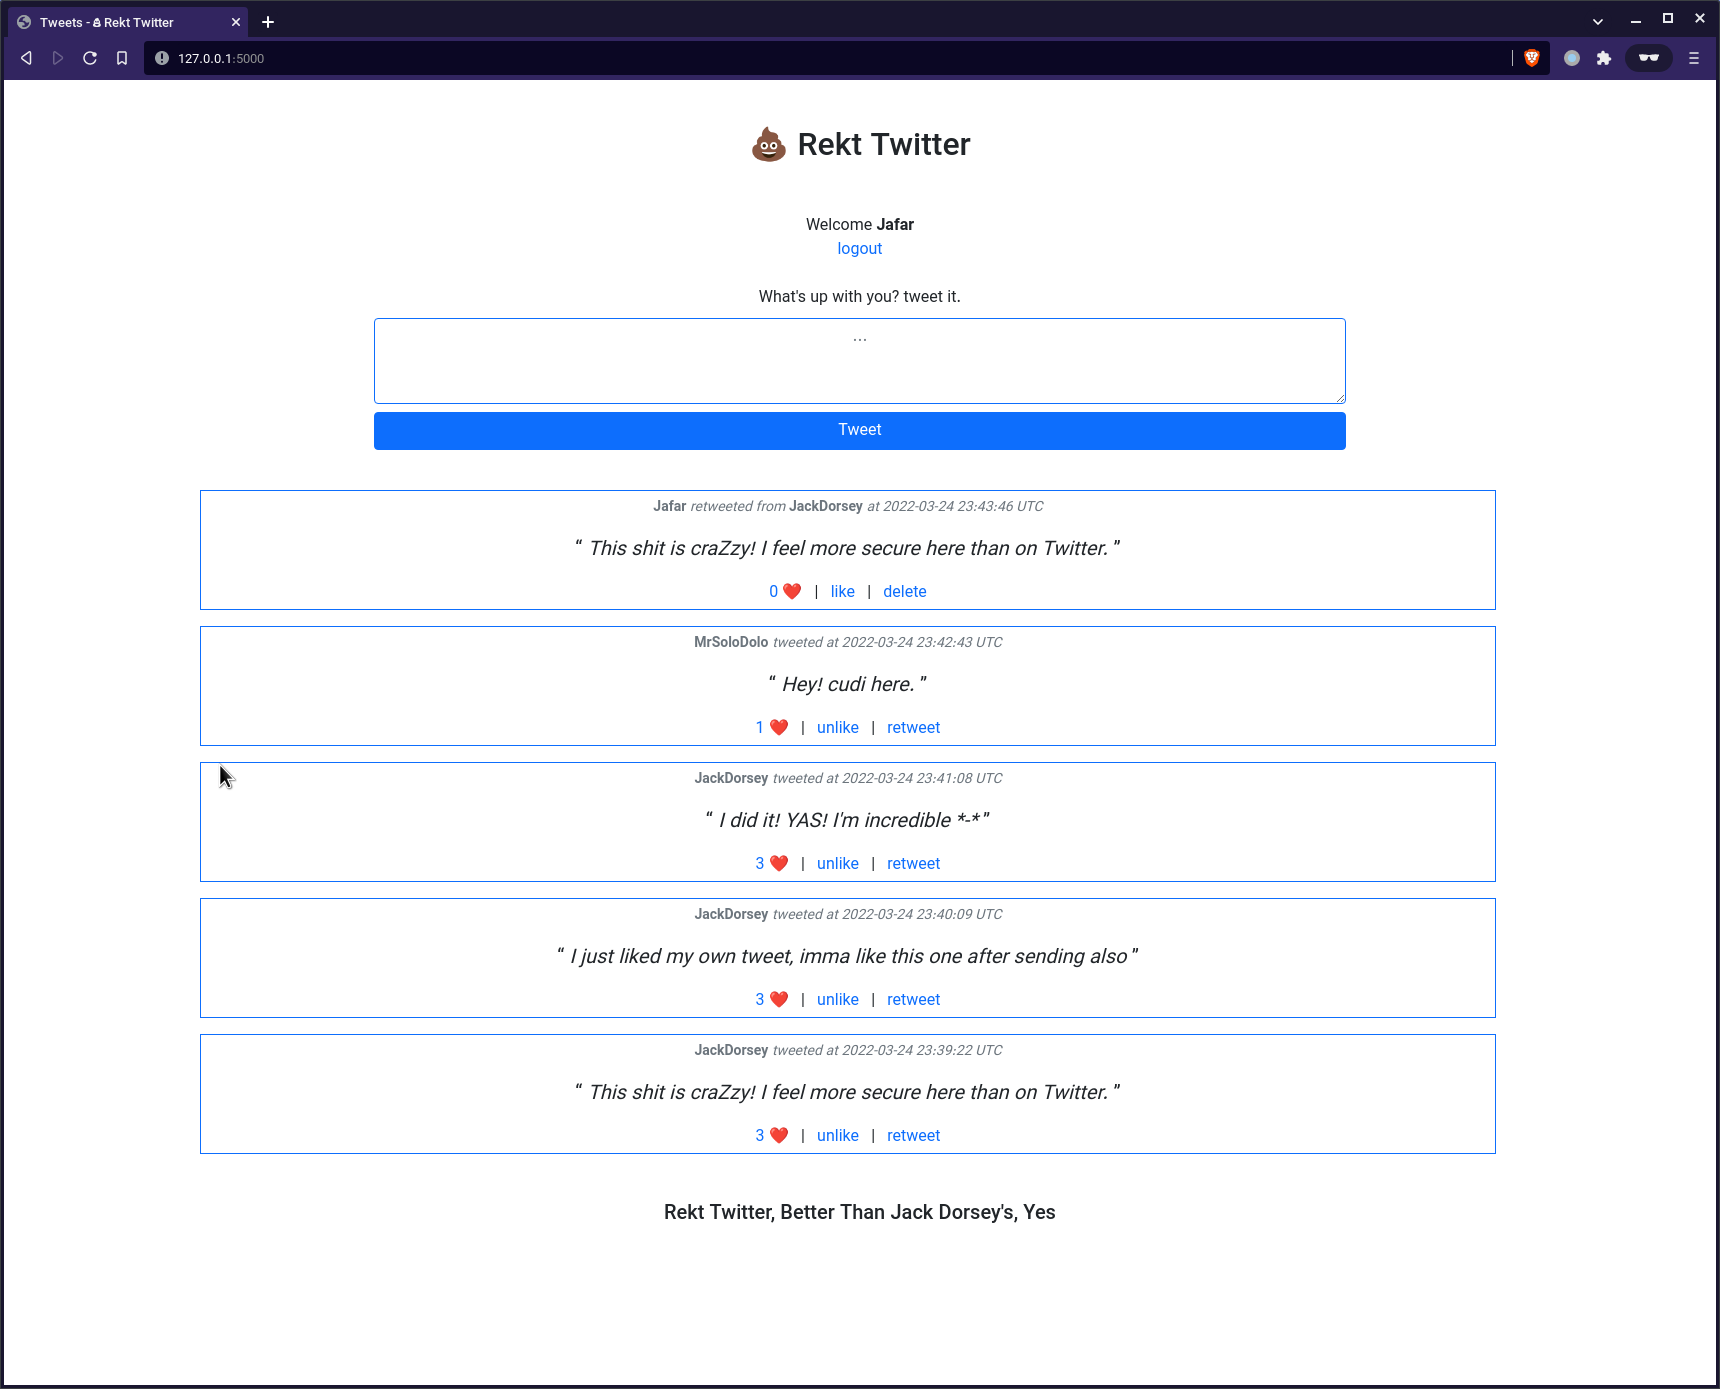 Tweets - 💩 Rekt Twitter
127.0.0.1:5000
💩 Rekt Twitter
Welcome Jafar
logout
What's up with you? tweet it.
...
Tweet
Jafar retweeted from JackDorsey at 2022-03-24 23:43:46 UTC
“ This shit is craZzy! I feel more secure here than on Twitter. ”
0 ❤️ | like | delete
MrSoloDolo tweeted at 2022-03-24 23:42:43 UTC
“ Hey! cudi here. ”
1 ❤️ | unlike | retweet
JackDorsey tweeted at 2022-03-24 23:41:08 UTC
“ I did it! YAS! I'm incredible *-* ”
3 ❤️ | unlike | retweet
JackDorsey tweeted at 2022-03-24 23:40:09 UTC
“ I just liked my own tweet, imma like this one after sending also ”
3 ❤️ | unlike | retweet
JackDorsey tweeted at 2022-03-24 23:39:22 UTC
“ This shit is craZzy! I feel more secure here than on Twitter. ”
3 ❤️ | unlike | retweet
Rekt Twitter, Better Than Jack Dorsey's, Yes